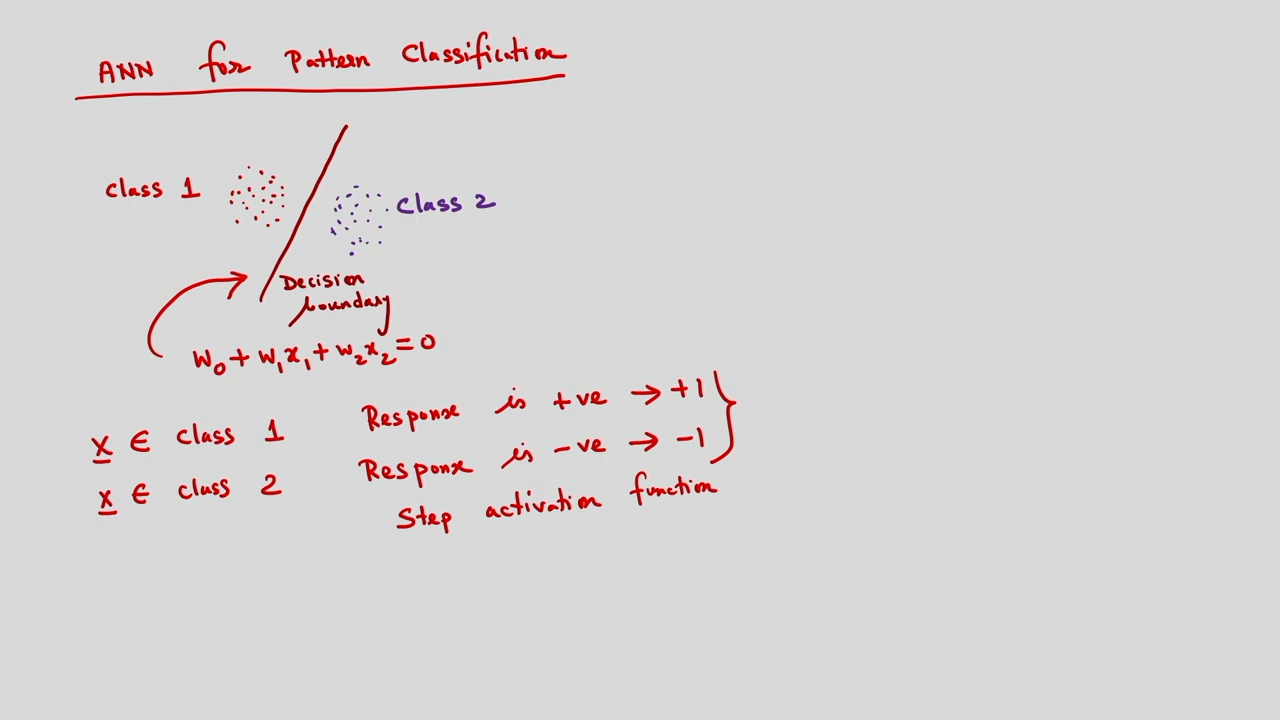 ANN for Pattern Classification
class 1
class 2
Decision
boundary
w₀ + w₁x₁ + w₂x₂ = 0
x ∈ class 1 Response is +ve → +1
x ∈ class 2 Response is -ve → -1
Step activation function